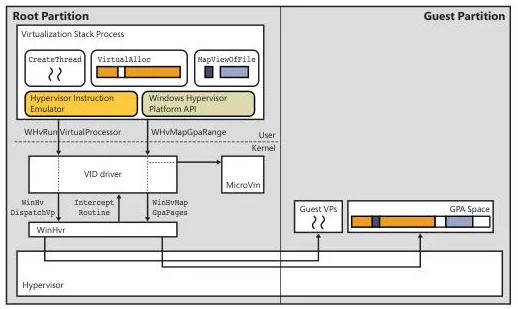 Root Partition
Guest Partition
Virtualization Stack Process
CreateThread
VirtualAlloc
MapViewOfFile
Hypervisor Instruction
Emulator
Windows Hypervisor
Platform API
WHvRunVirtualProcessor
WHvMapGpaRange
User
Kernel
VID driver
MicroVm
WinHv
DispatchVp
Intercept
Routine
WinHvMap
GpaPages
Guest VPs
GPA Space
WinHvr
Hypervisor